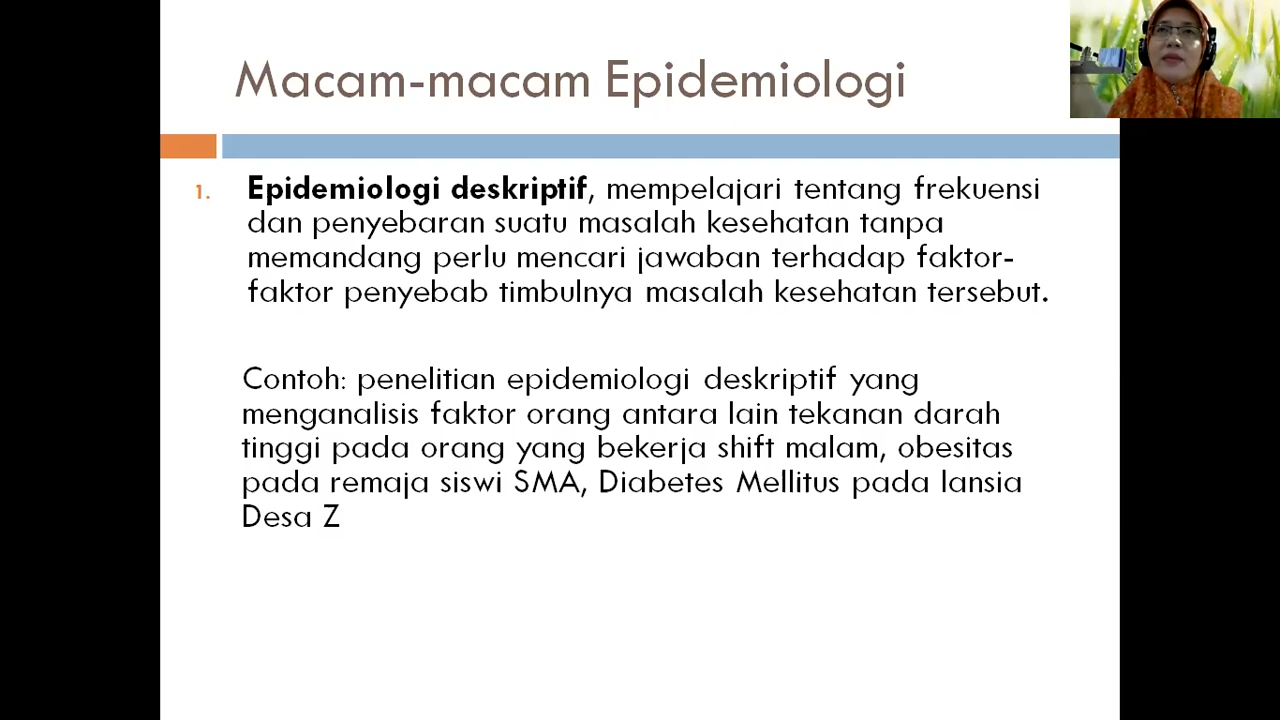 Macam-macam Epidemiologi
1. Epidemiologi deskriptif, mempelajari tentang frekuensi
dan penyebaran suatu masalah kesehatan tanpa
memandang perlu mencari jawaban terhadap faktor-
faktor penyebab timbulnya masalah kesehatan tersebut.
Contoh: penelitian epidemiologi deskriptif yang
menganalisis faktor orang antara lain tekanan darah
tinggi pada orang yang bekerja shift malam, obesitas
pada remaja siswi SMA, Diabetes Mellitus pada lansia
Desa Z